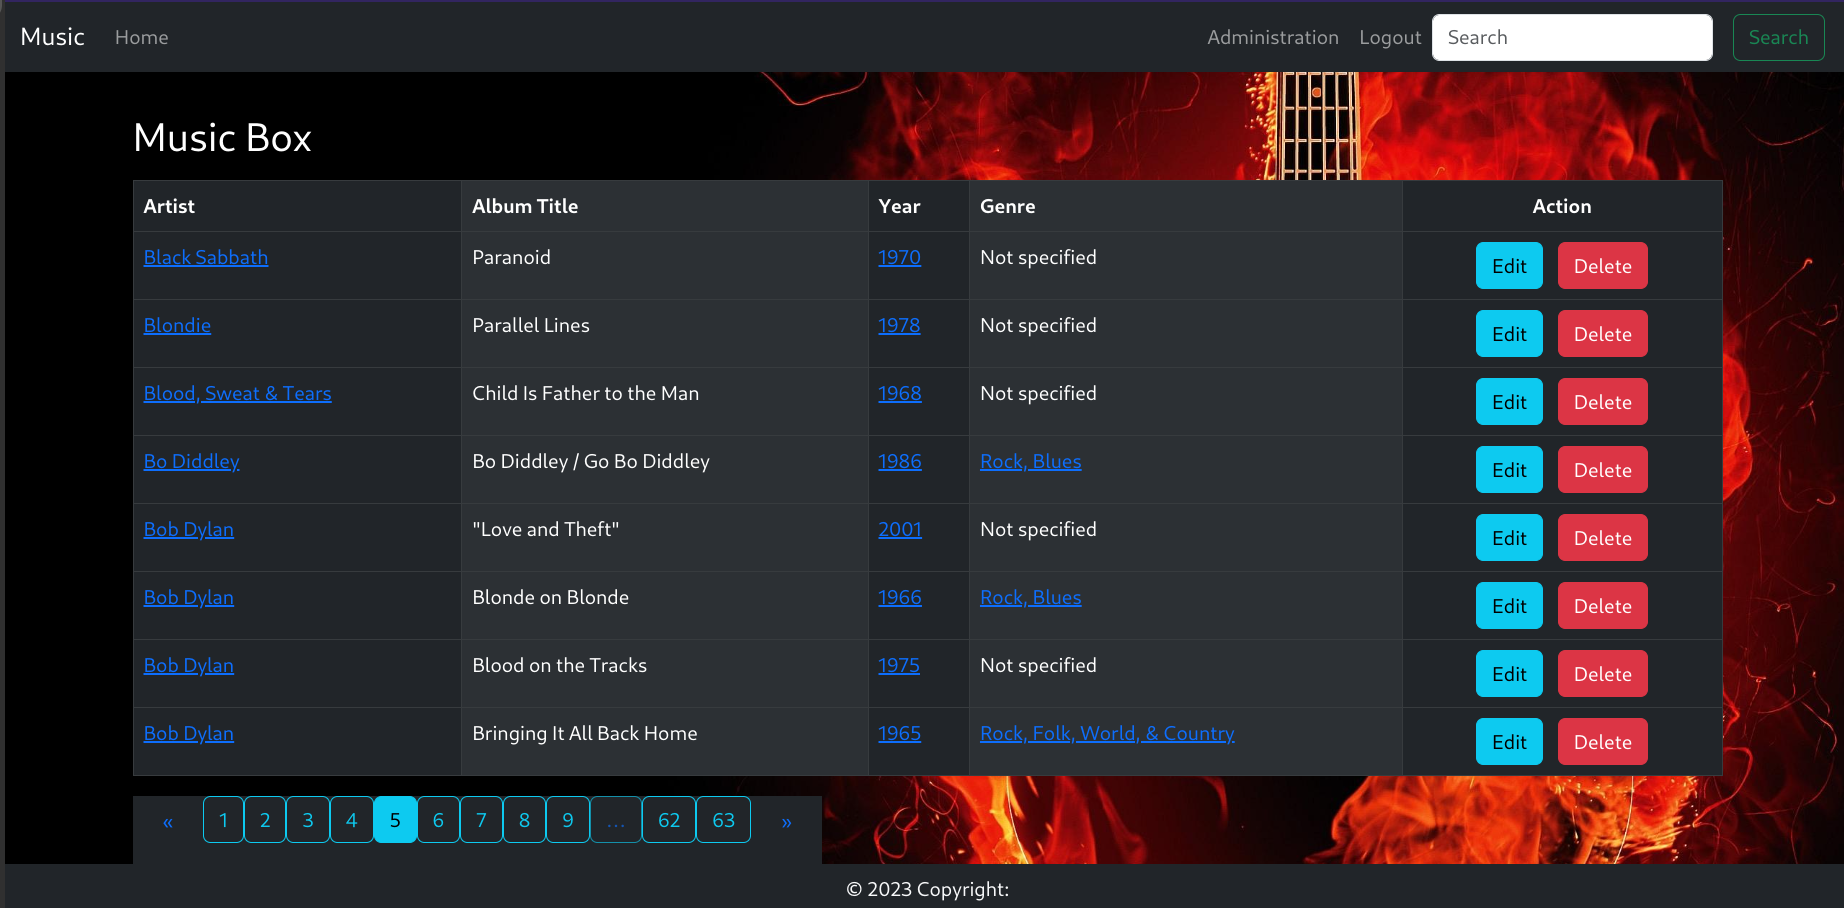 Music Home Administration Logout Search Search
Music Box
Artist Album Title Year Genre Action
Black Sabbath Paranoid 1970 Not specified Edit Delete
Blondie Parallel Lines 1978 Not specified Edit Delete
Blood, Sweat & Tears Child Is Father to the Man 1968 Not specified Edit Delete
Bo Diddley Bo Diddley / Go Bo Diddley 1986 Rock, Blues Edit Delete
Bob Dylan "Love and Theft" 2001 Not specified Edit Delete
Bob Dylan Blonde on Blonde 1966 Rock, Blues Edit Delete
Bob Dylan Blood on the Tracks 1975 Not specified Edit Delete
Bob Dylan Bringing It All Back Home 1965 Rock, Folk, World, & Country Edit Delete
« 1 2 3 4 5 6 7 8 9 ... 62 63 »
© 2023 Copyright: